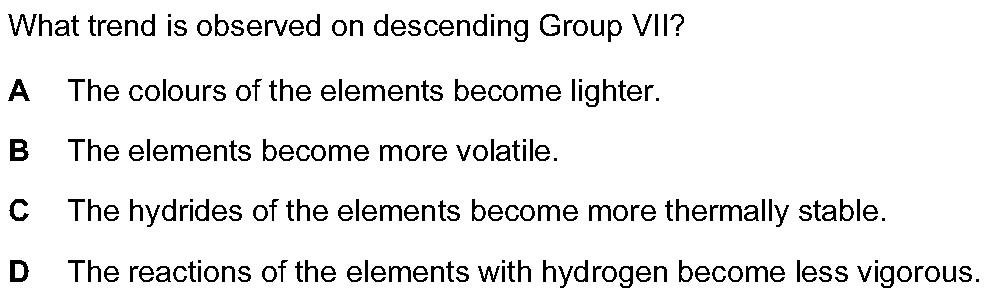 What trend is observed on descending Group VII?
A The colours of the elements become lighter.
B The elements become more volatile.
C The hydrides of the elements become more thermally stable.
D The reactions of the elements with hydrogen become less vigorous.